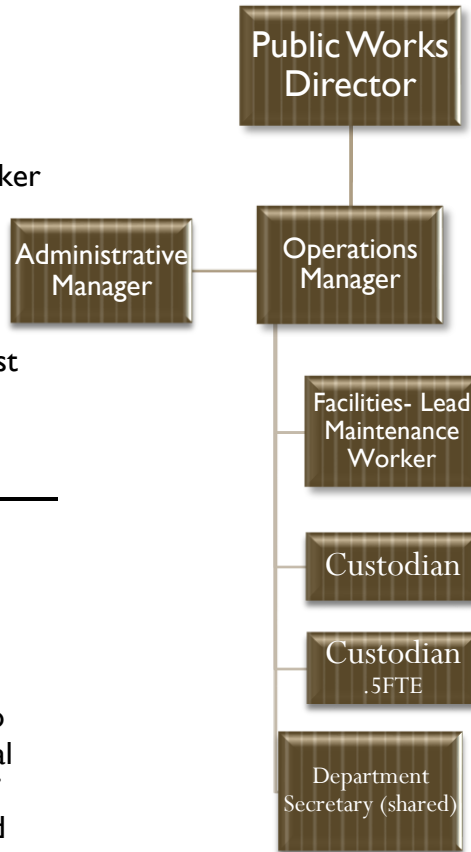 Public Works
Director
ker
Administrative
Manager
Operations
Manager
st
Facilities- Lead
Maintenance
Worker
Custodian
Custodian
.5FTE
al
Department
Secretary (shared)